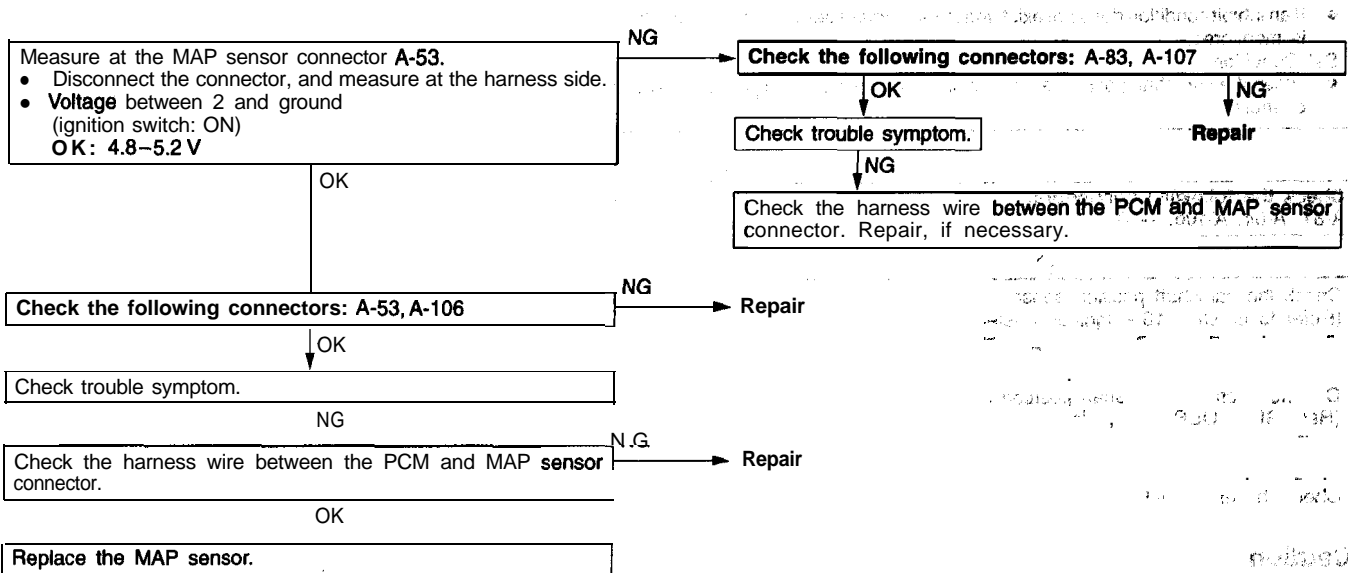 Measure at the MAP sensor connector A-53.
● Disconnect the connector, and measure at the harness side.
● Voltage between 2 and ground
(ignition switch: ON)
OK: 4.8–5.2 V
NG
Check the following connectors: A-83, A-107
OK
NG
Check trouble symptom.
Repair
NG
Check the harness wire between the PCM and MAP sensor
connector. Repair, if necessary.
OK
Check the following connectors: A-53, A-106
NG
Repair
OK
Check trouble symptom.
NG
Check the harness wire between the PCM and MAP sensor
connector.
N.G
Repair
OK
Replace the MAP sensor.